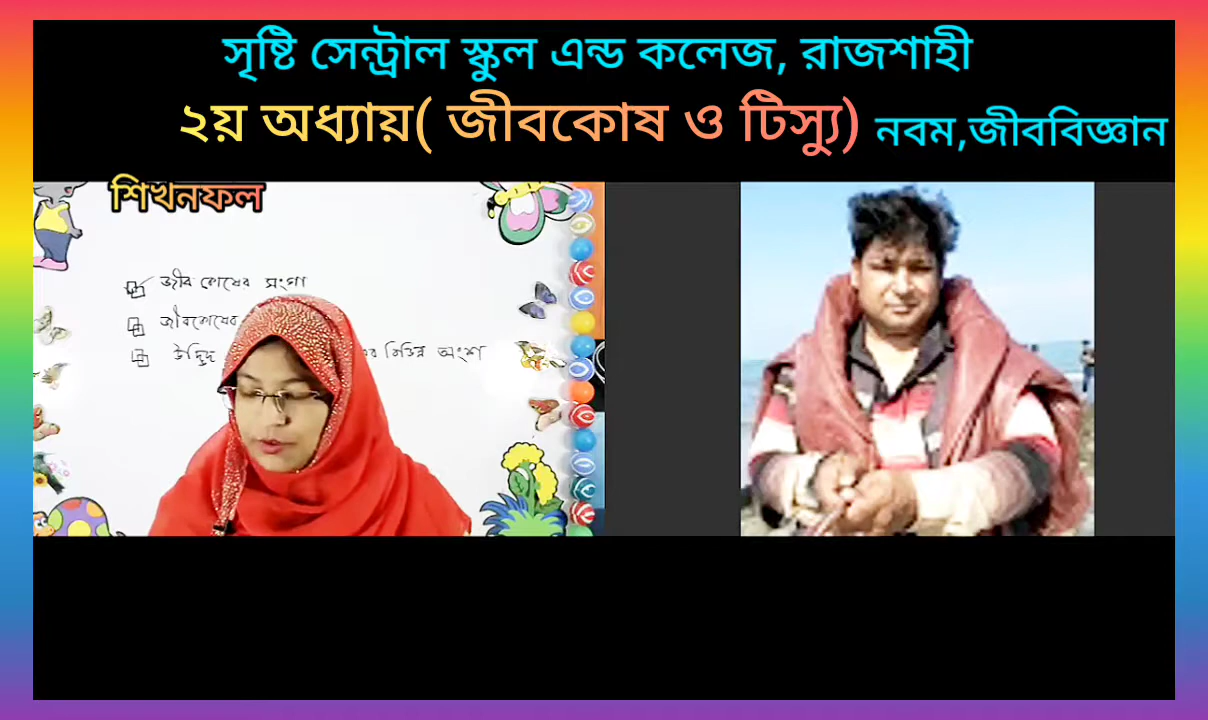 সৃষ্টি সেন্ট্রাল স্কুল এন্ড কলেজ, রাজশাহী
২য় অধ্যায়( জীবকোষ ও টিস্যু) নবম,জীববিজ্ঞান
শিখনফল
জীব কোষের সংগা
জীবকোষের
উদ্ভিদ বিভিন্ন অংশ